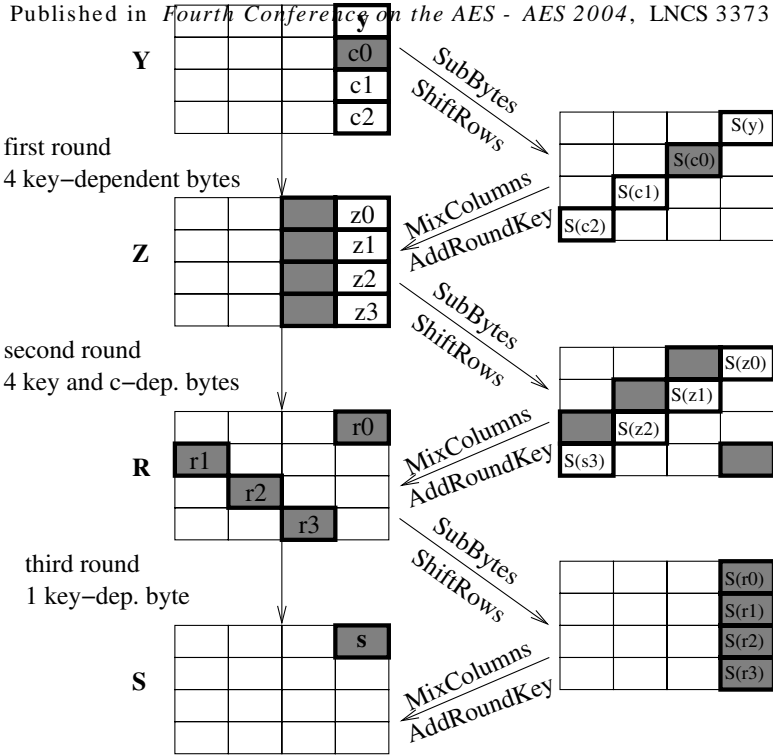 Published in Fourth Conference on the AES - AES 2004, LNCS 3373
y
Y
c0
c1
c2
SubBytes
ShiftRows
S(y)
S(c0)
S(c1)
S(c2)
first round
4 key-dependent bytes
MixColumns
AddRoundKey
Z
z0
z1
z2
z3
SubBytes
ShiftRows
second round
4 key and c-dep. bytes
S(z0)
S(z1)
S(z2)
S(s3)
MixColumns
AddRoundKey
R
r0
r1
r2
r3
SubBytes
ShiftRows
third round
1 key-dep. byte
S(r0)
S(r1)
S(r2)
S(r3)
MixColumns
AddRoundKey
S
s